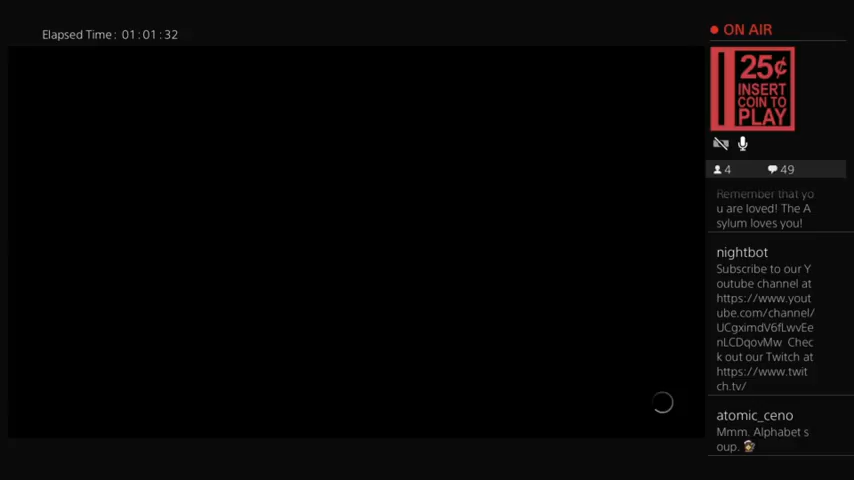 Elapsed Time: 01:01:32
ON AIR
25¢
INSERT
COIN TO
PLAY
4 49
Remember that yo
u are loved! The A
sylum loves you!
nightbot
Subscribe to our Y
outube channel at
https://www.yout
ube.com/channel/
UCgximdV6fLwvEe
nLCDqovMw Chec
k out our Twitch at
https://www.twit
ch.tv/
atomic_ceno
Mmm. Alphabet s
oup.